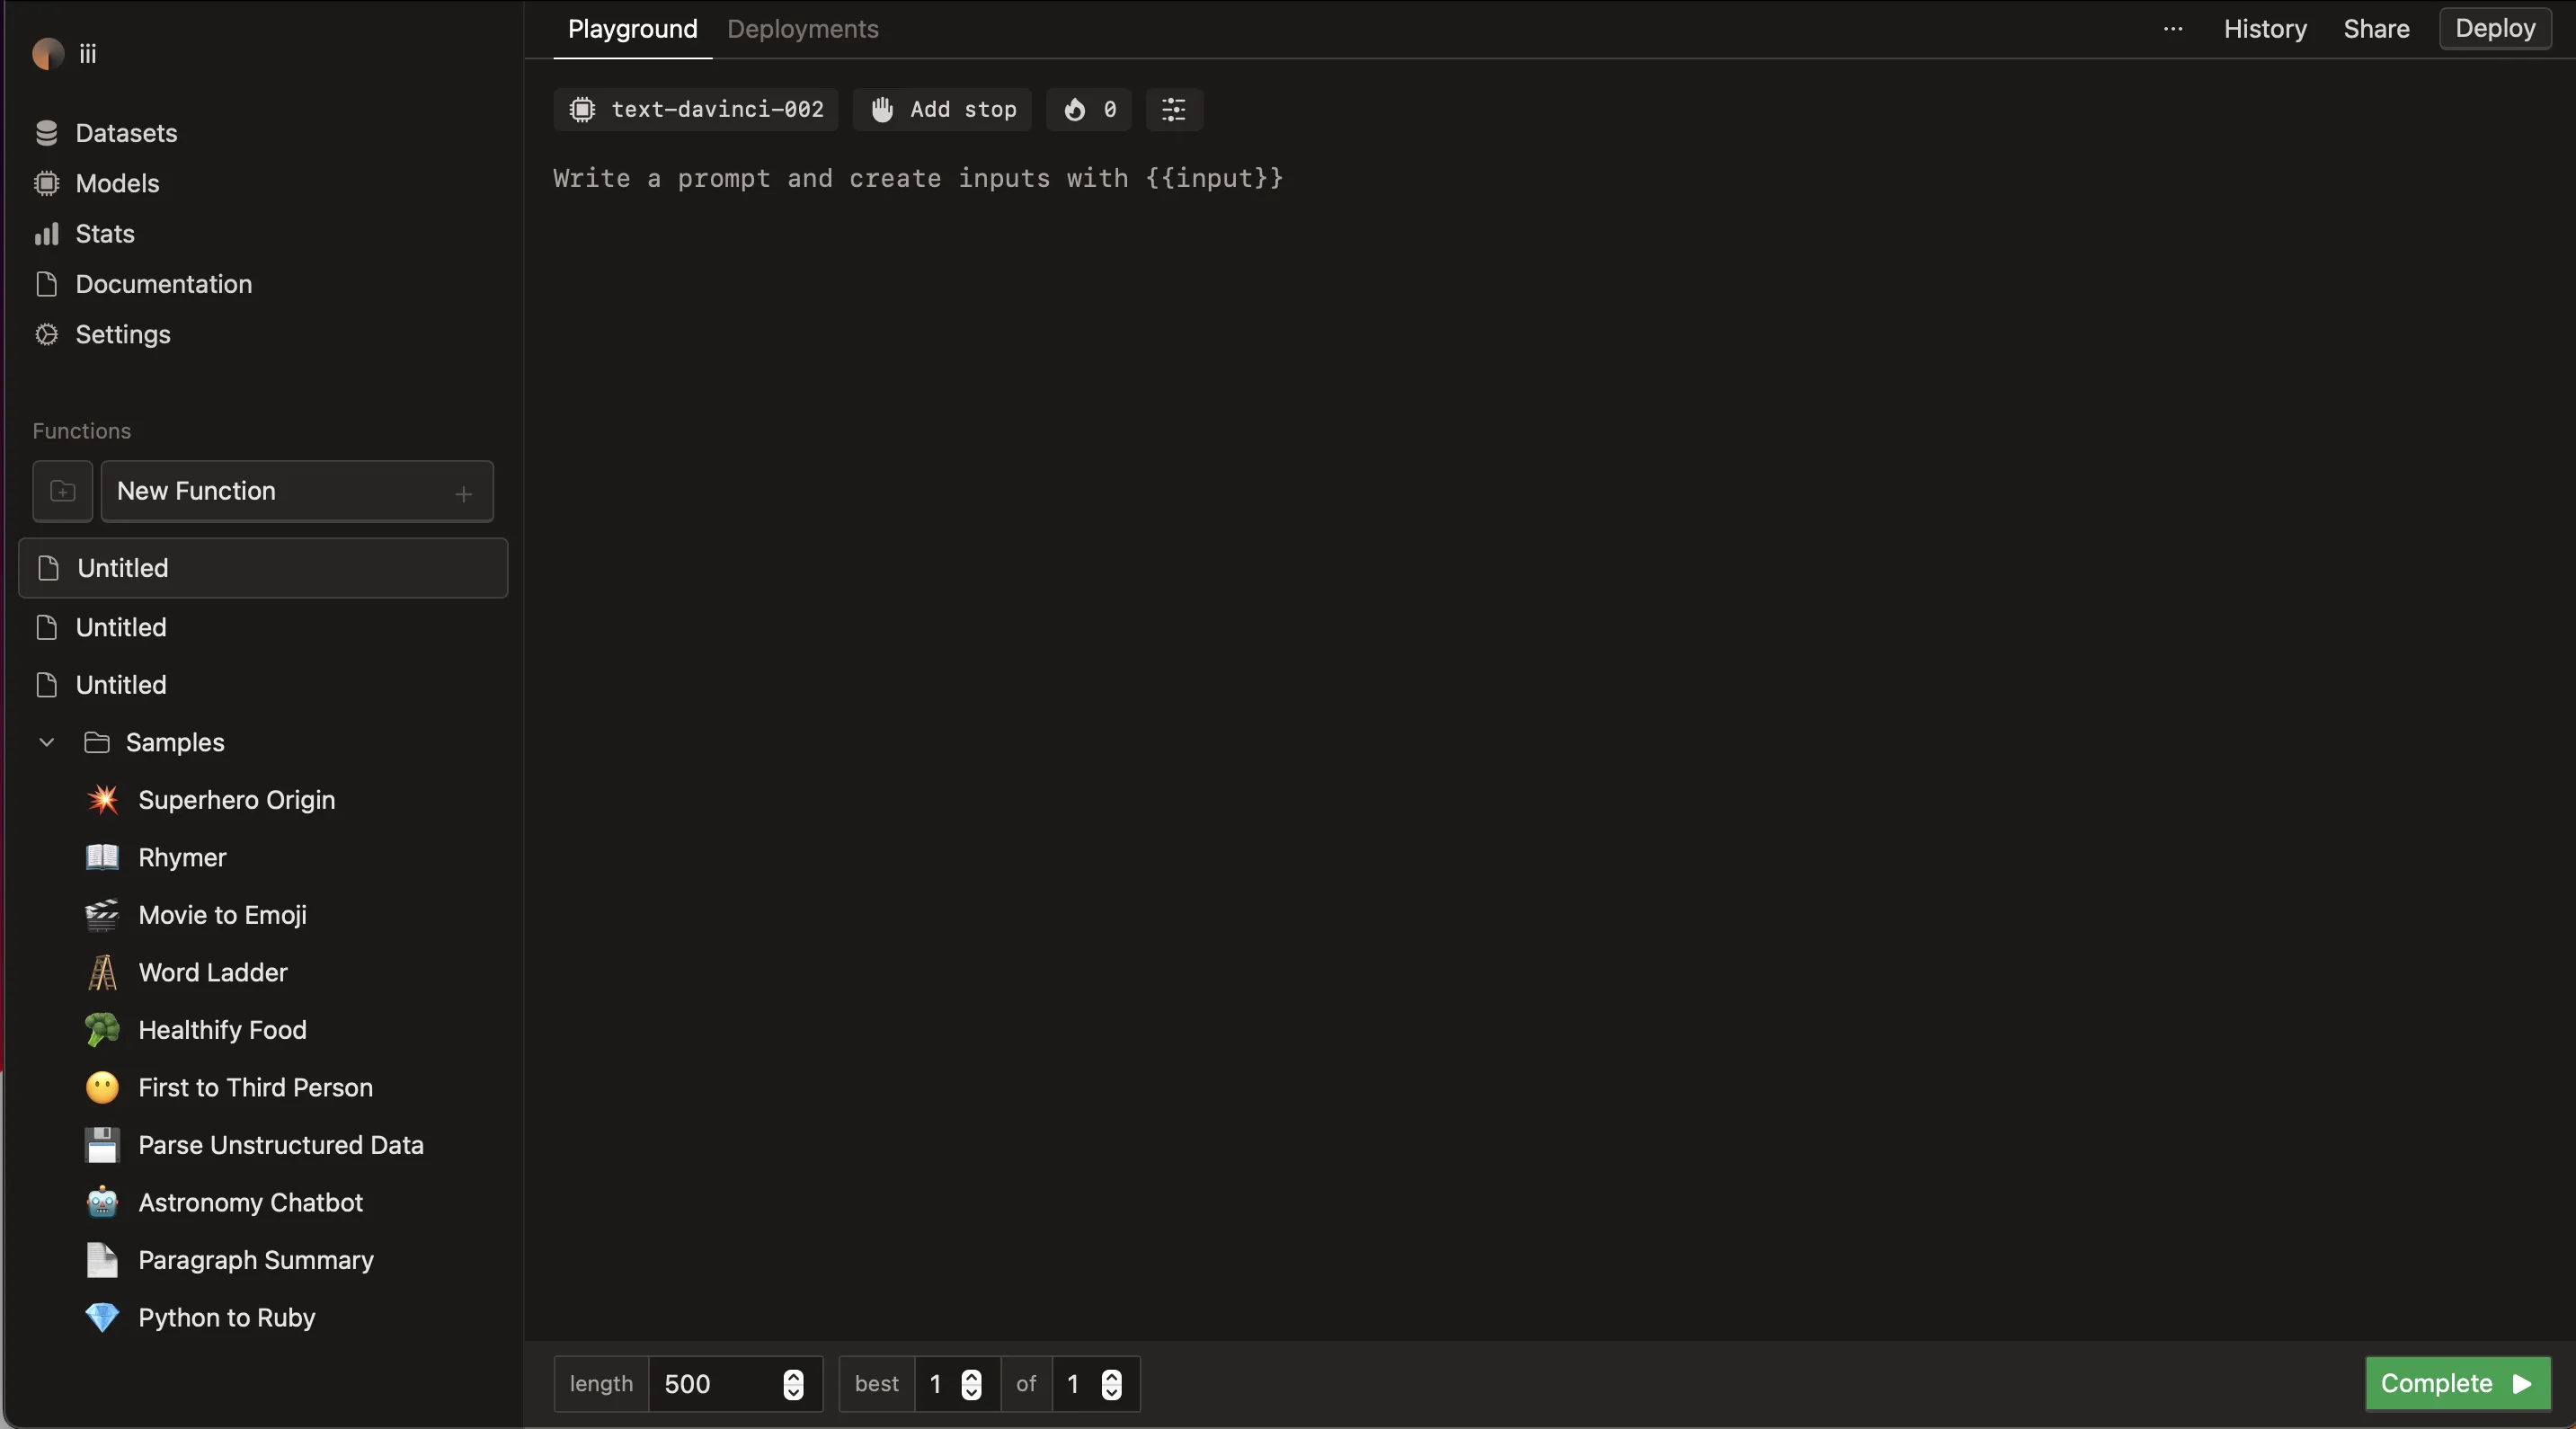 iii
Datasets
Models
Stats
Documentation
Settings
Functions
New Function +
Untitled
Untitled
Untitled
Samples
Superhero Origin
Rhymer
Movie to Emoji
Word Ladder
Healthify Food
First to Third Person
Parse Unstructured Data
Astronomy Chatbot
Paragraph Summary
Python to Ruby
Playground Deployments ... History Share Deploy
text-davinci-002 Add stop 0
Write a prompt and create inputs with {{input}}
length 500 best 1 of 1 Complete